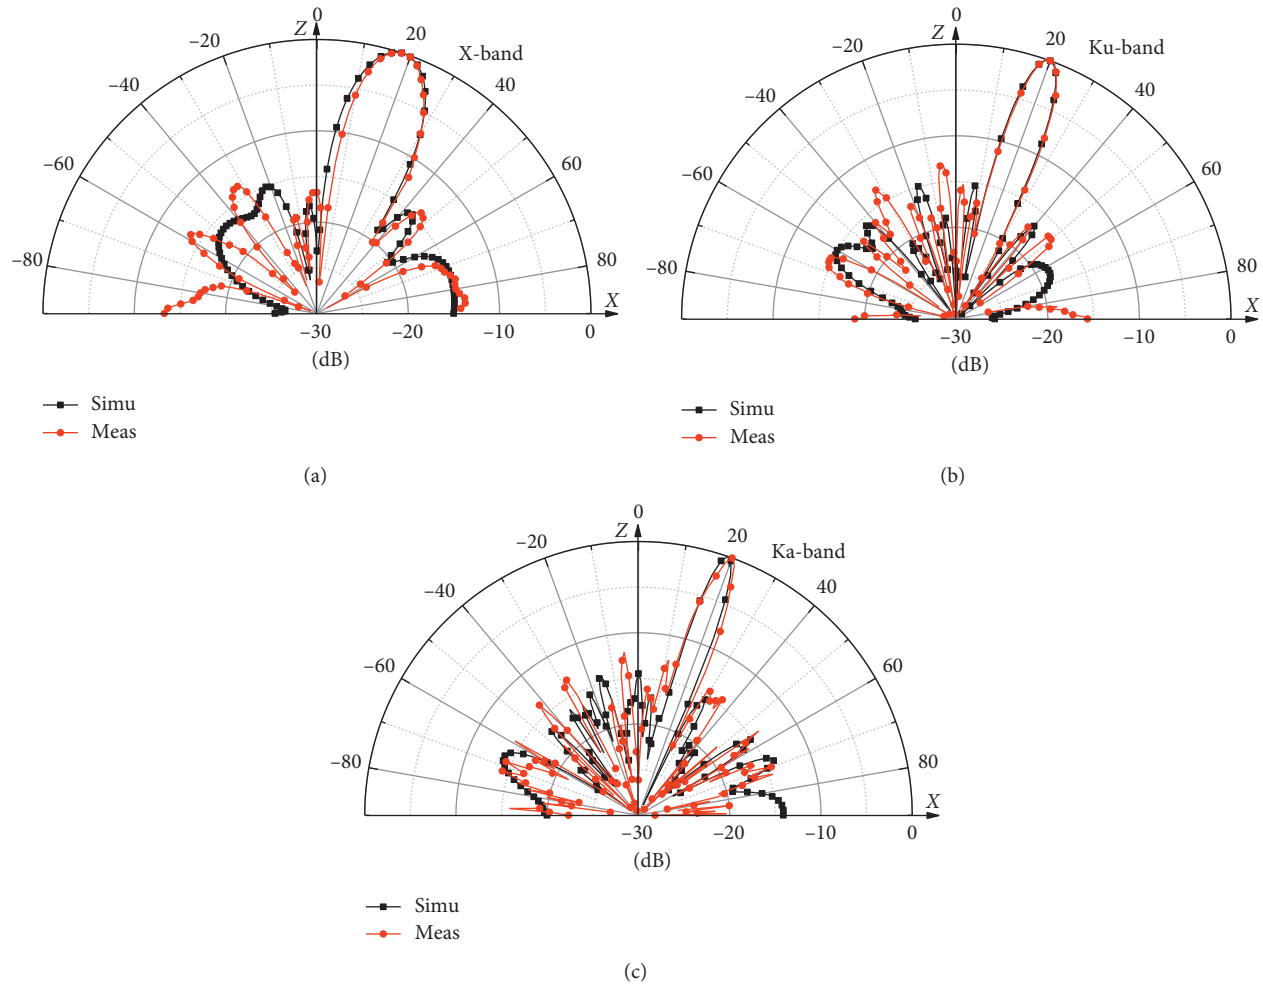 0
Z
–20
20
X-band
–40
40
–60
60
–80
80
X
–30
–20
–10
0
(dB)
Simu
Meas
(a)
0
Z
–20
20
Ku-band
–40
40
–60
60
–80
80
X
–30
–20
–10
0
(dB)
Simu
Meas
(b)
0
Z
–20
20
Ka-band
–40
40
–60
60
–80
80
X
–30
–20
–10
0
(dB)
Simu
Meas
(c)